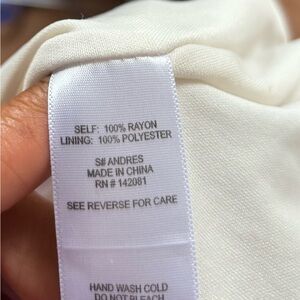 SELF: 100% RAYON
LINING: 100% POLYESTER
S# ANDRES
MADE IN CHINA
RN # 142081
SEE REVERSE FOR CARE
HAND WASH COLD
DO NOT BLEACH